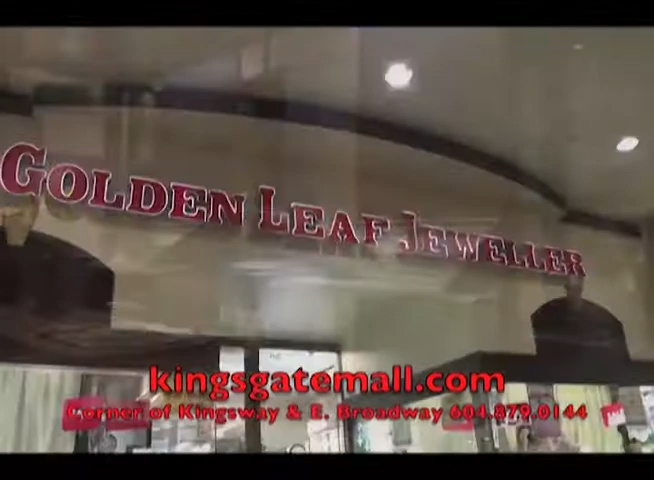 GOLDEN LEAF JEWELLER
kingsgatemall.com
Corner of Kingsway & E. Broadway 604.879.0144